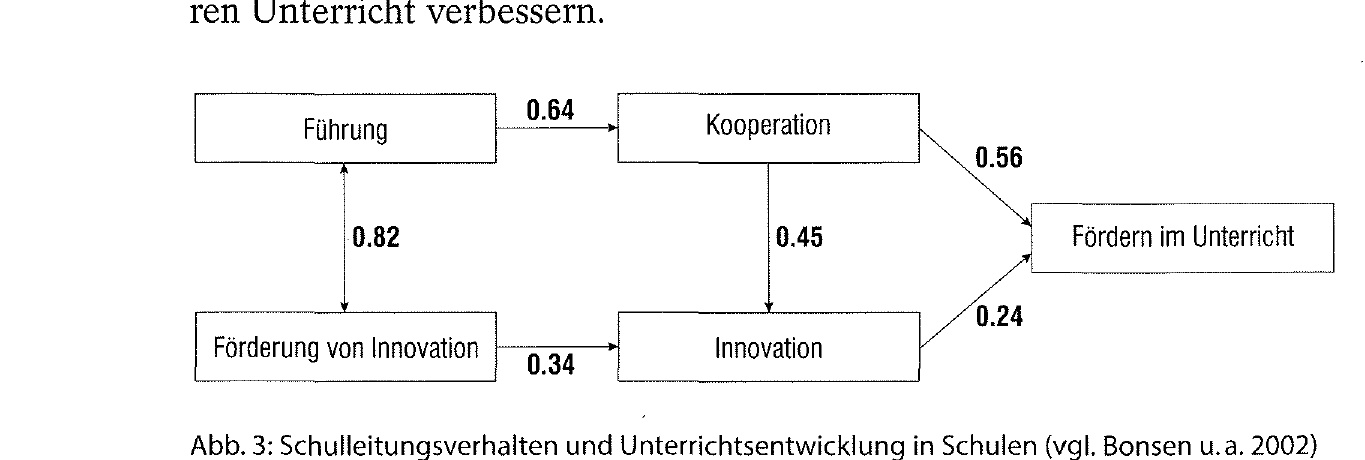 ren Unterricht verbessern.
Führung
0.64
Kooperation
0.56
0.82
0.45
Fördern im Unterricht
0.24
Förderung von Innovation
0.34
Innovation
Abb. 3: Schulleitungsverhalten und Unterrichtsentwicklung in Schulen (vgl. Bonsen u. a. 2002)